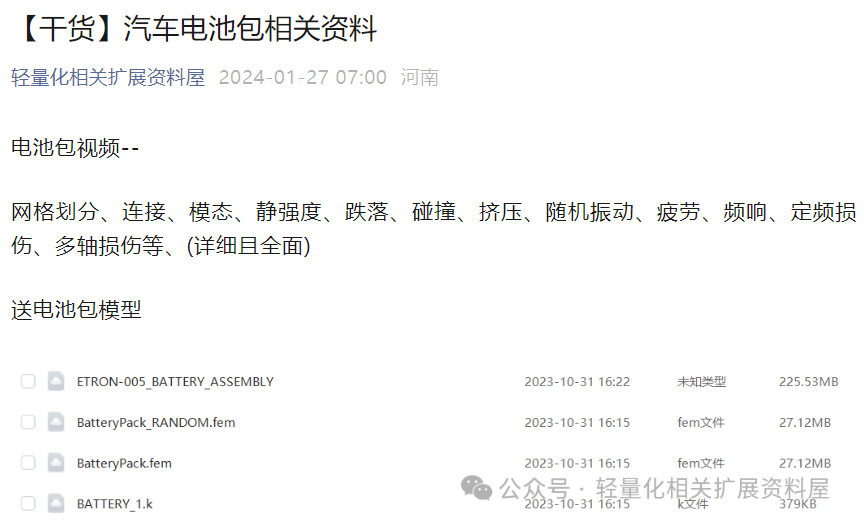 【干货】汽车电池包相关资料
轻量化相关扩展资料屋 2024-01-27 07:00 河南
电池包视频--
网格划分、连接、模态、静强度、跌落、碰撞、挤压、随机振动、疲劳、频响、定频损
伤、多轴损伤等、(详细且全面)
送电池包模型
ETRON-005_BATTERY_ASSEMBLY 2023-10-31 16:22 未知类型 225.53MB
BatteryPack_RANDOM.fem 2023-10-31 16:15 fem文件 27.12MB
BatteryPack.fem 2023-10-31 16:15 fem文件 27.12MB
BATTERY_1.k 2023-10-31 16:15 k文件 379KB
公众号 · 轻量化相关扩展资料屋